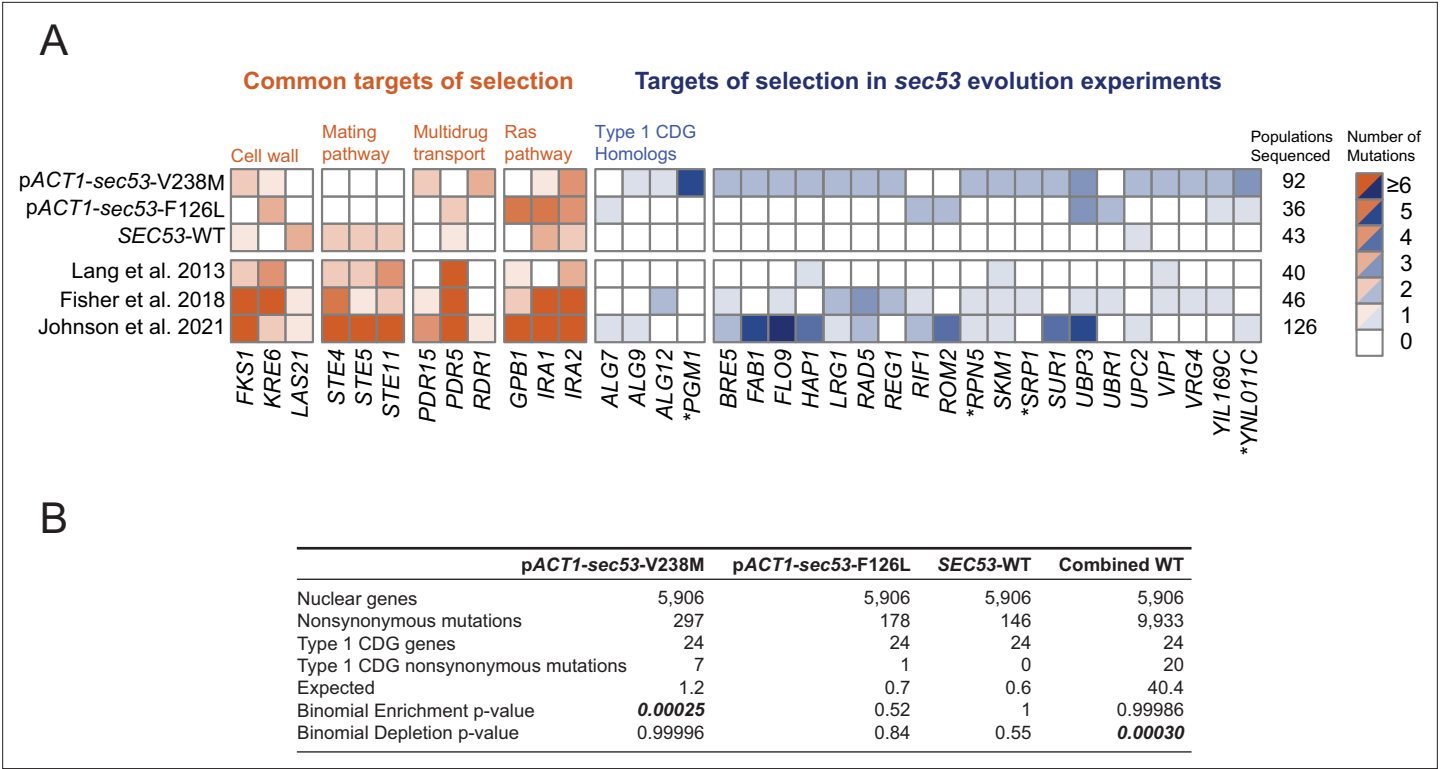 A
Common targets of selection
Targets of selection in sec53 evolution experiments
Cell wall
Mating
pathway
Multidrug
transport
Ras
pathway
Type 1 CDG
Homologs
Populations
Sequenced
Number of
Mutations
pACT1-sec53-V238M
92
pACT1-sec53-F126L
36
SEC53-WT
43
Lang et al. 2013
40
Fisher et al. 2018
46
Johnson et al. 2021
126
≥6
5
4
3
2
1
0
FKS1
KRE6
LAS21
STE4
STE5
STE11
PDR15
PDR5
RDR1
GPB1
IRA1
IRA2
ALG7
ALG9
ALG12
*PGM1
BRE5
FAB1
FLO9
HAP1
LRG1
RAD5
REG1
RIF1
ROM2
*RPN5
SKM1
*SRP1
SUR1
UBP3
UBR1
UPC2
VIP1
VRG4
YIL169C
*YNL011C
B
pACT1-sec53-V238M pACT1-sec53-F126L SEC53-WT Combined WT
Nuclear genes 5,906 5,906 5,906 5,906
Nonsynonymous mutations 297 178 146 9,933
Type 1 CDG genes 24 24 24 24
Type 1 CDG nonsynonymous mutations 7 1 0 20
Expected 1.2 0.7 0.6 40.4
Binomial Enrichment p-value 0.00025 0.52 1 0.99986
Binomial Depletion p-value 0.99996 0.84 0.55 0.00030